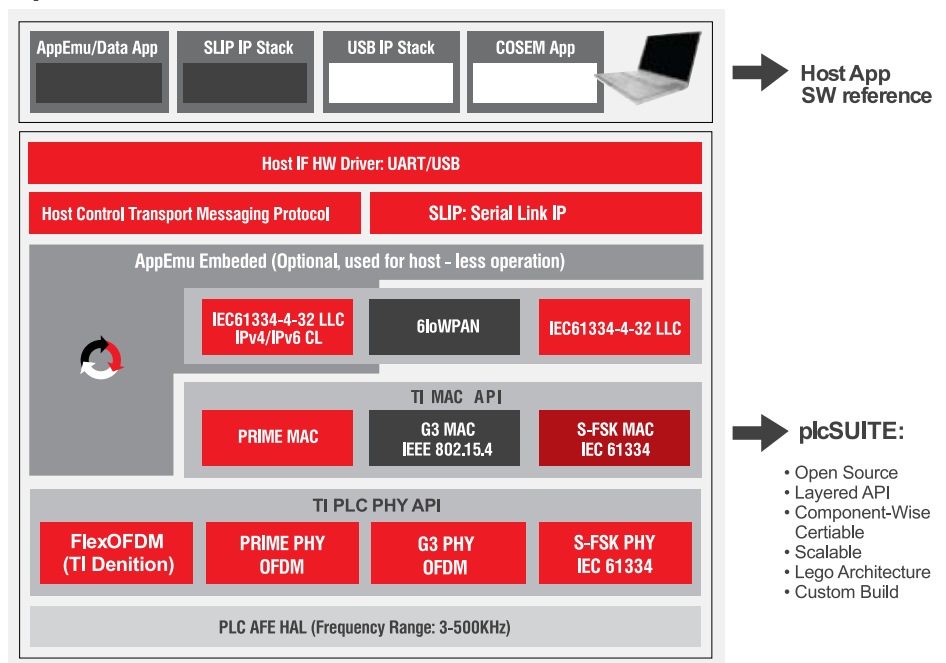 AppEmu/Data App
SLIP IP Stack
USB IP Stack
COSEM App
Host App
SW reference
Host IF HW Driver: UART/USB
Host Control Transport Messaging Protocol
SLIP: Serial Link IP
AppEmu Embeded (Optional, used for host - less operation)
IEC61334-4-32 LLC
IPv4/IPv6 CL
6loWPAN
IEC61334-4-32 LLC
TI MAC API
PRIME MAC
G3 MAC
IEEE 802.15.4
S-FSK MAC
IEC 61334
TI PLC PHY API
FlexOFDM
(TI Denition)
PRIME PHY
OFDM
G3 PHY
OFDM
S-FSK PHY
IEC 61334
PLC AFE HAL (Frequency Range: 3-500KHz)
plcSUITE:
• Open Source
• Layered API
• Component-Wise
Certiable
• Scalable
• Lego Architecture
• Custom Build